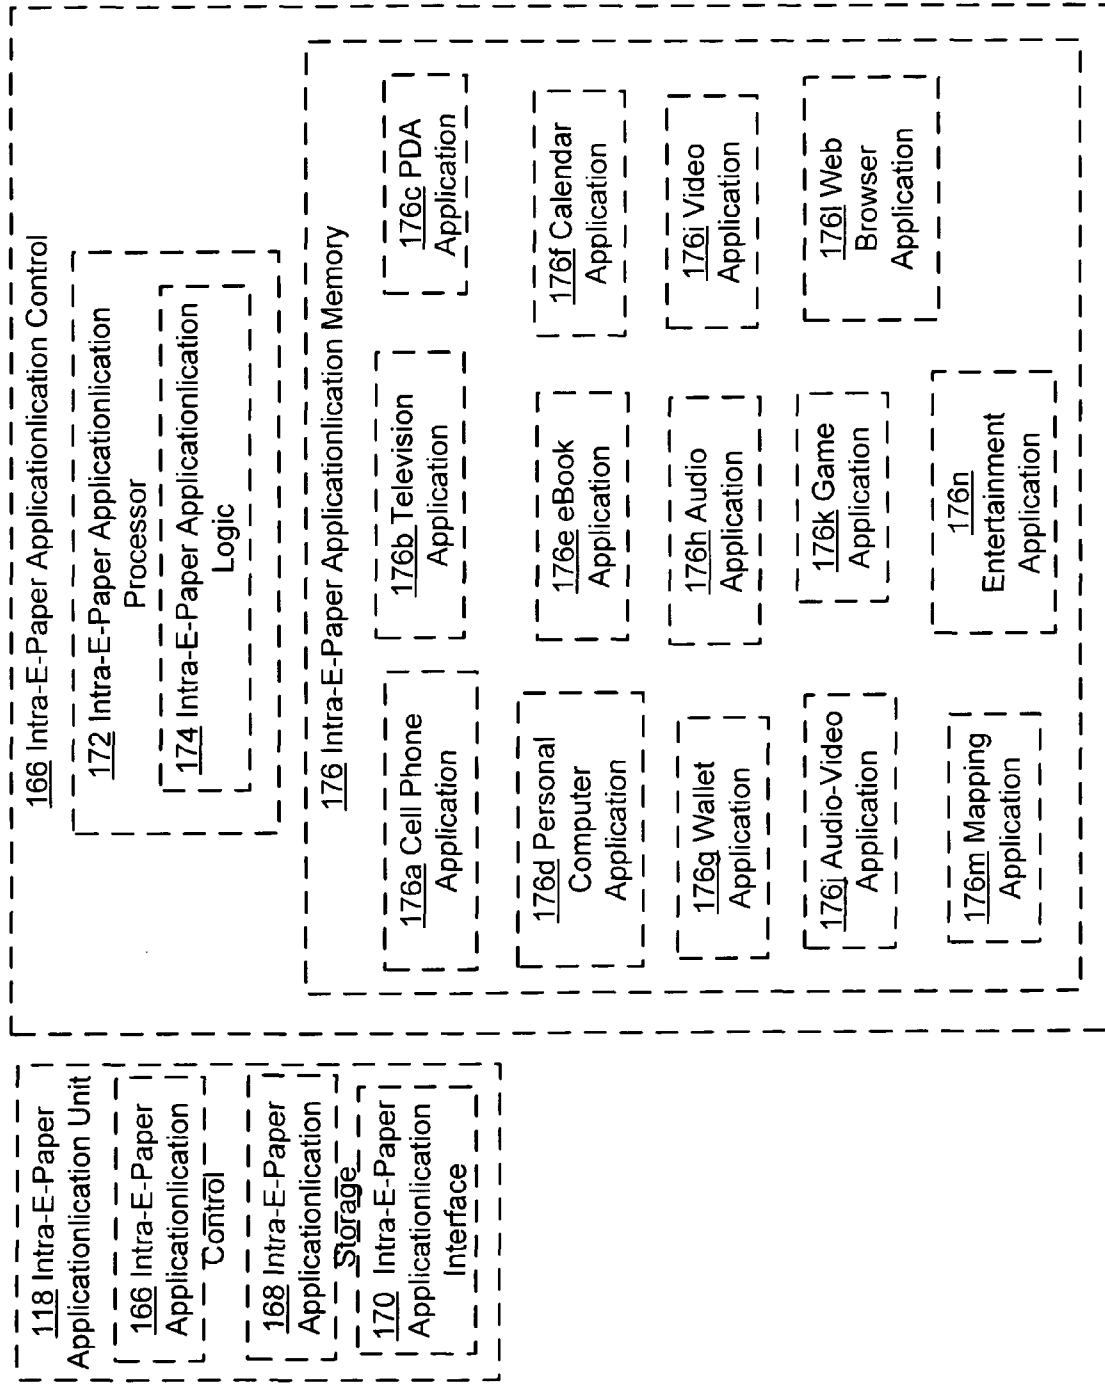 118 Intra-E-Paper
Applicationlication Unit
166 Intra-E-Paper
Applicationlication
Control
168 Intra-E-Paper
Applicationlication
Storage
170 Intra-E-Paper
Applicationlication
Interface
166 Intra-E-Paper Applicationlication Control
172 Intra-E-Paper Applicationlication
Processor
174 Intra-E-Paper Applicationlication
Logic
176 Intra-E-Paper Applicationlication Memory
176a Cell Phone
Application
176b Television
Application
176c PDA
Application
176d Personal
Computer
Application
176e eBook
Application
176f Calendar
Application
176g Wallet
Application
176h Audio
Application
176i Video
Application
176j Audio-Video
Application
176k Game
Application
176l Web
Browser
Application
176m Mapping
Application
176n
Entertainment
Application